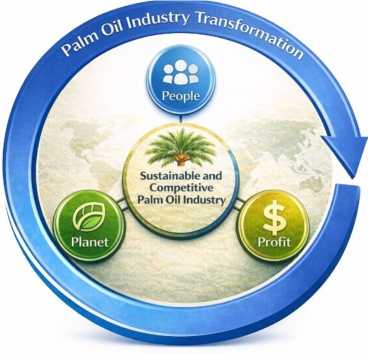 Palm Oil Industry Transformation
People
Sustainable and
Competitive
Palm Oil Industry
Planet
$
Profit